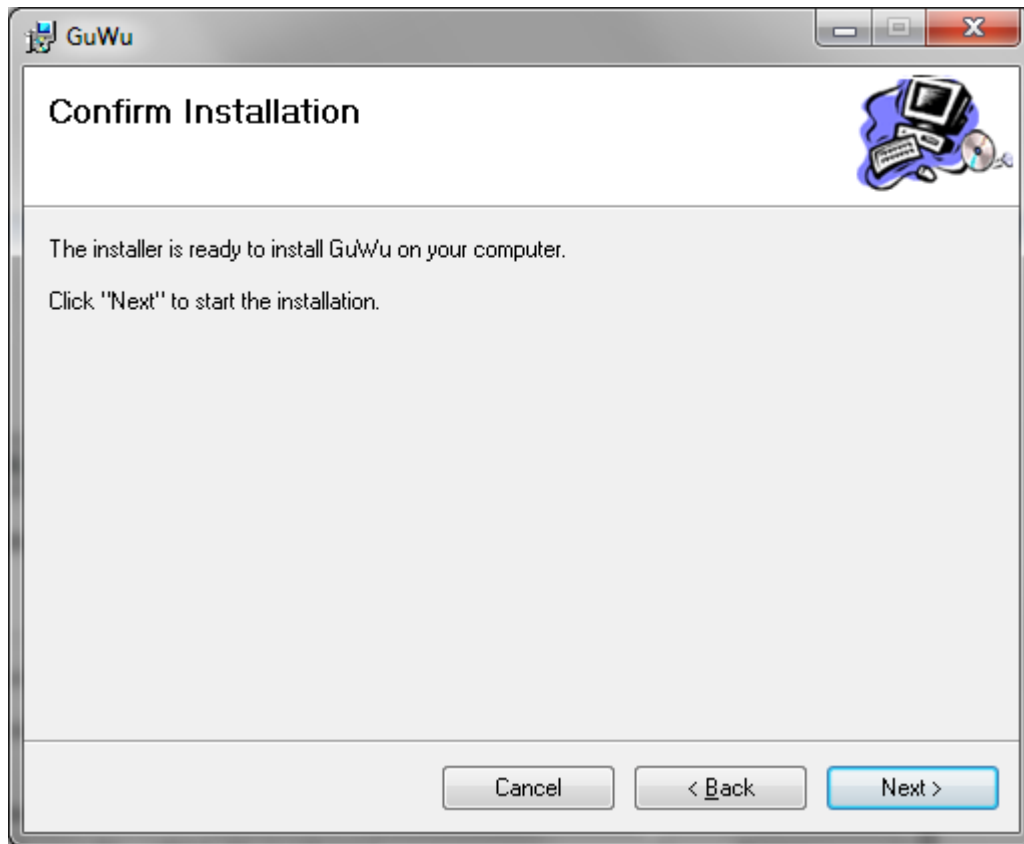 GuWu
Confirm Installation
The installer is ready to install GuWu on your computer.
Click "Next" to start the installation.
Cancel
< Back
Next >